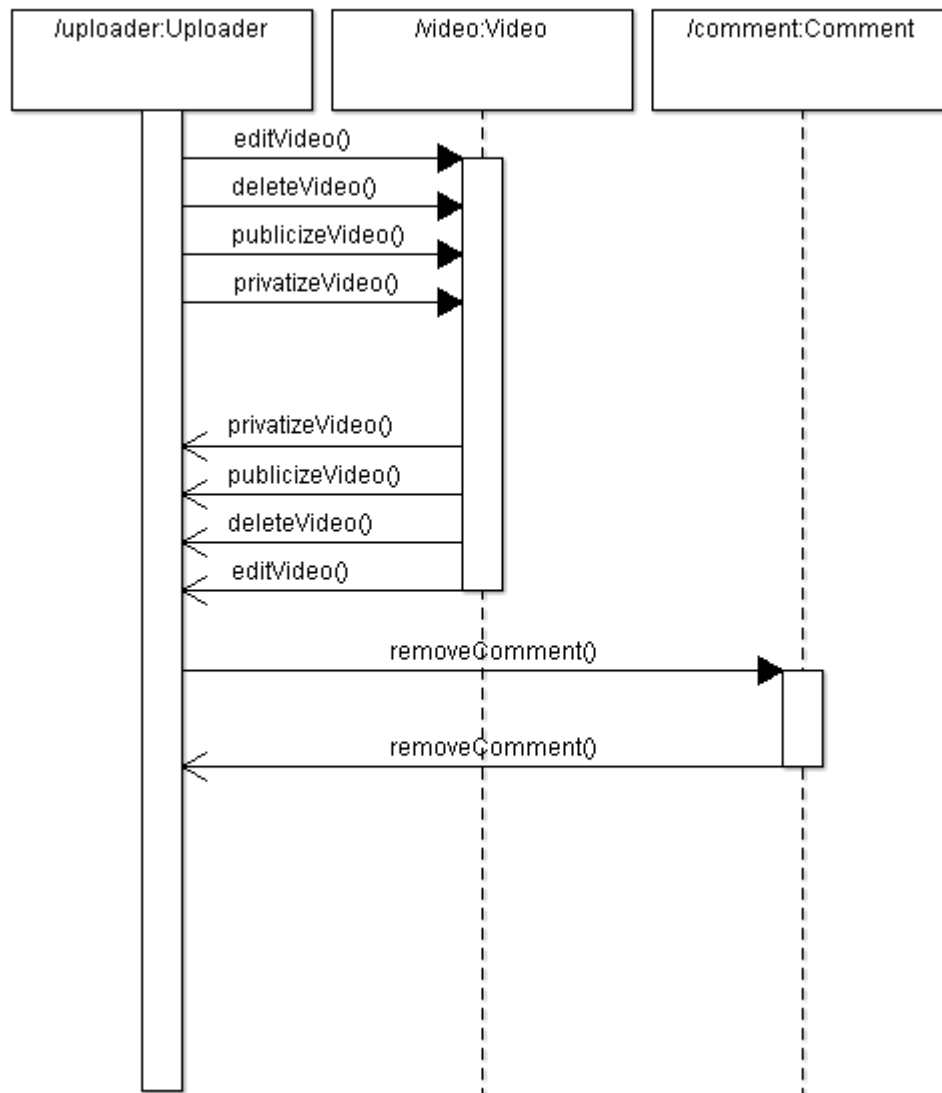 /uploader:Uploader
/video:Video
/comment:Comment
editVideo()
deleteVideo()
publicizeVideo()
privatizeVideo()
privatizeVideo()
publicizeVideo()
deleteVideo()
editVideo()
removeComment()
removeComment()